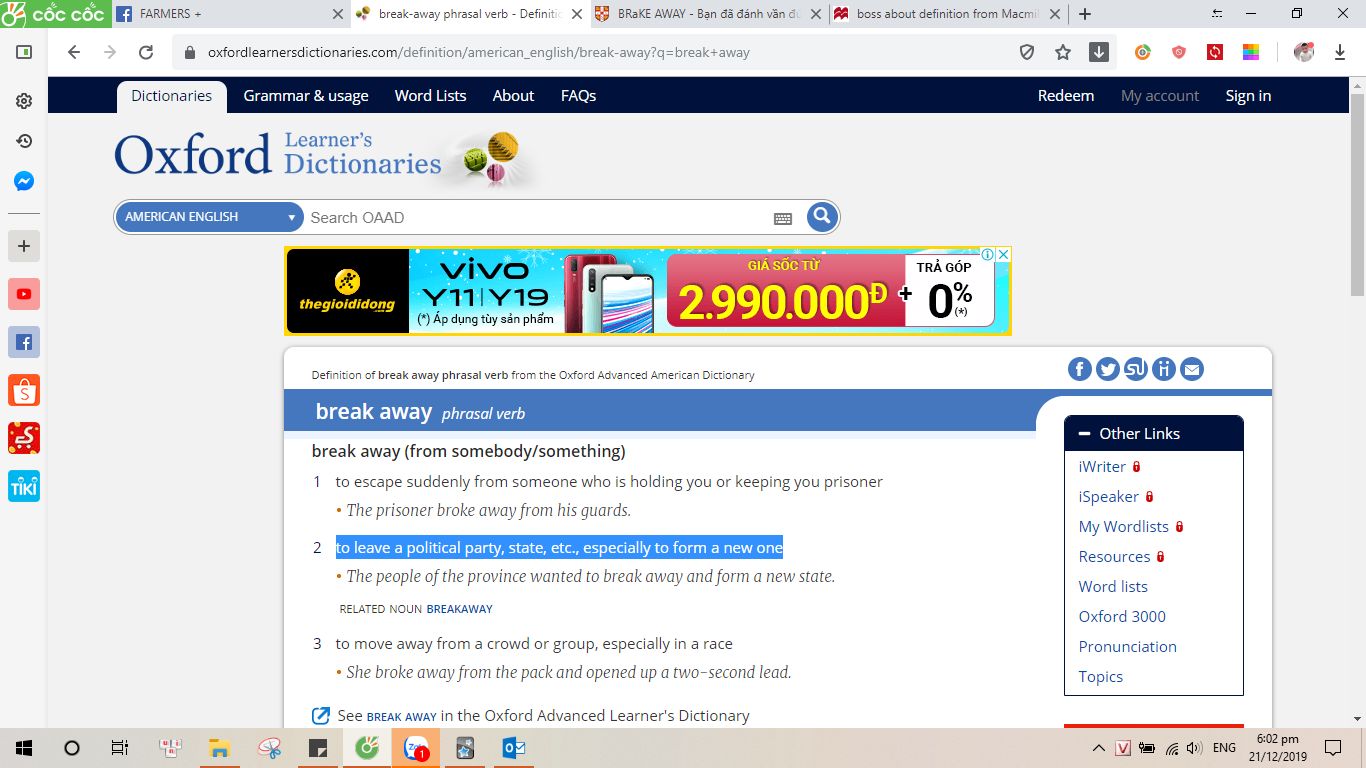 cốc cốc
FARMERS +
break-away phrasal verb - Definitio
BRaKE AWAY - Bạn đã đánh vần đú
boss about definition from Macmil
oxfordlearnersdictionaries.com/definition/american_english/break-away?q=break+away
Dictionaries
Grammar & usage
Word Lists
About
FAQs
Redeem
My account
Sign in
Oxford Learner's Dictionaries
AMERICAN ENGLISH
Search OAAD
thegioididong.com
vivo
Y11|Y19
(*) Áp dụng tùy sản phẩm
GIÁ SỐC TỪ
2.990.000Đ
+
TRẢ GÓP
0%
(*)
Definition of break away phrasal verb from the Oxford Advanced American Dictionary
break away phrasal verb
break away (from somebody/something)
1 to escape suddenly from someone who is holding you or keeping you prisoner
• The prisoner broke away from his guards.
2 to leave a political party, state, etc., especially to form a new one
• The people of the province wanted to break away and form a new state.
RELATED NOUN BREAKAWAY
3 to move away from a crowd or group, especially in a race
• She broke away from the pack and opened up a two-second lead.
See BREAK AWAY in the Oxford Advanced Learner's Dictionary
Other Links
iWriter
iSpeaker
My Wordlists
Resources
Word lists
Oxford 3000
Pronunciation
Topics
TIKI
Zalo
1
V
ENG
6:02 pm
21/12/2019